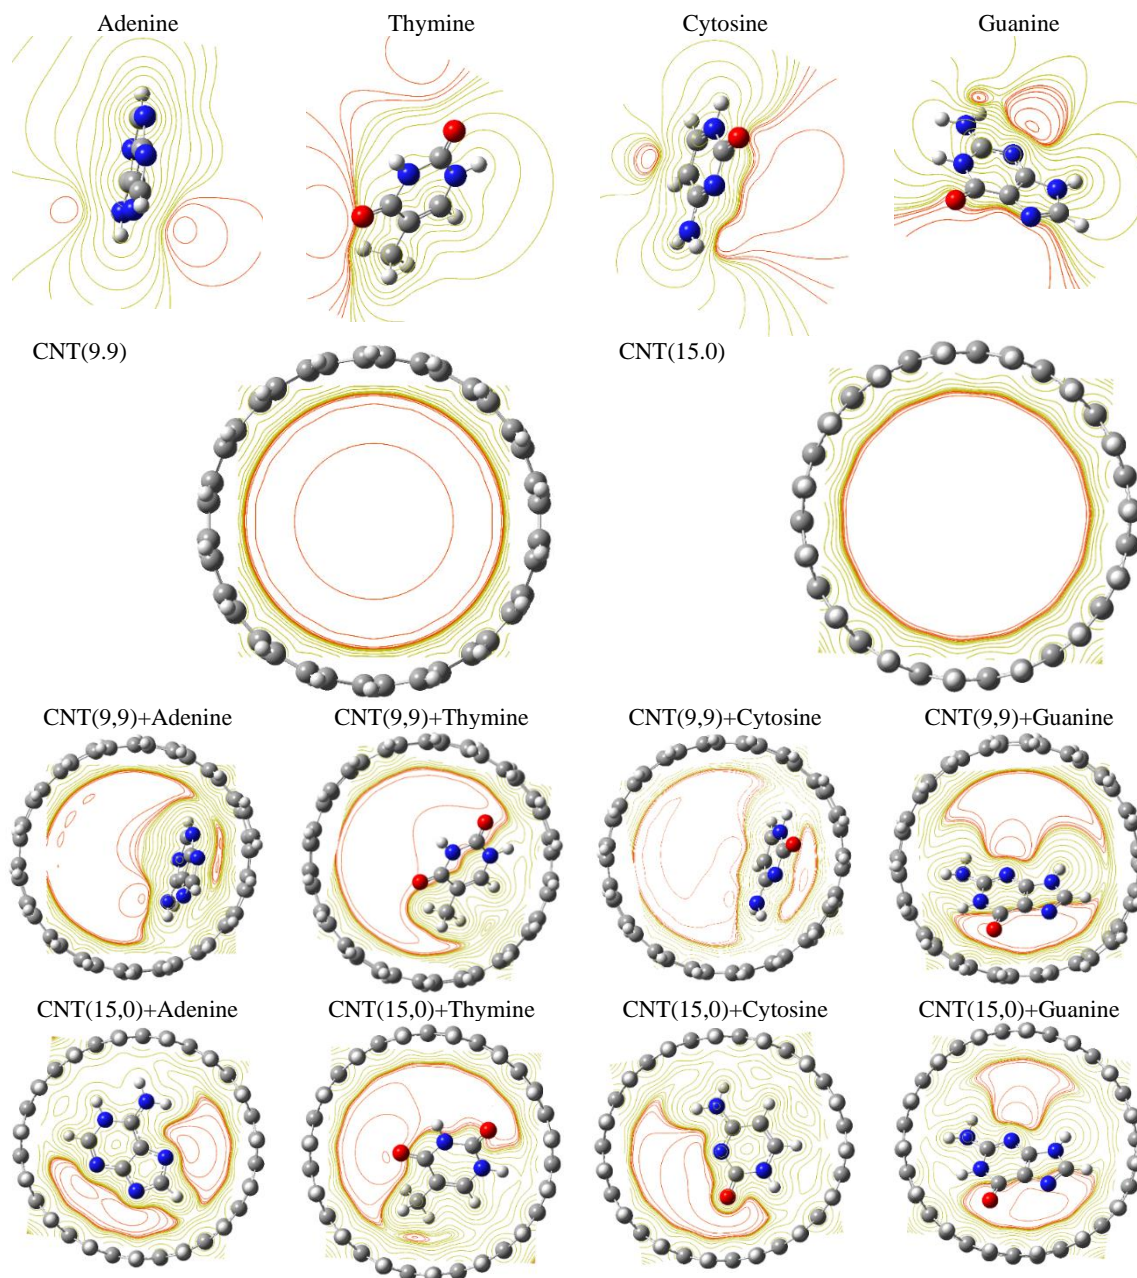 Adenine Thymine Cytosine Guanine
CNT(9.9) CNT(15.0)
CNT(9,9)+Adenine CNT(9,9)+Thymine CNT(9,9)+Cytosine CNT(9,9)+Guanine
CNT(15,0)+Adenine CNT(15,0)+Thymine CNT(15,0)+Cytosine CNT(15,0)+Guanine